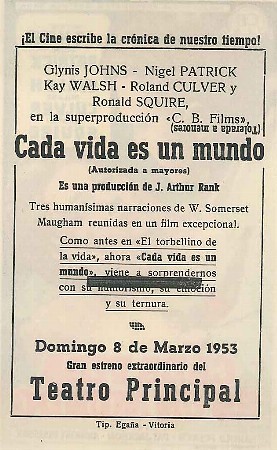 ¡El Cine escribe la crónica de nuestro tiempo!
Glynis JOHNS - Nigel PATRICK
Kay WALSH - Roland CULVER y
Ronald SQUIRE,
en la superproducción «C. B. Films»,
(Tolerada a menores)
Cada vida es un mundo
(Autorizada a mayores)
Es una producción de J. Arthur Rank
Tres humanísimas narraciones de W. Somerset
Maugham reunidas en un film excepcional.
Como antes en «El torbellino de
la vida», ahora «Cada vida es un
mundo», viene a sorprendernos
con su humorismo, su emoción
y su ternura.
Domingo 8 de Marzo 1953
Gran estreno extraordinario del
Teatro Principal
Tip. Egaña - Vitoria